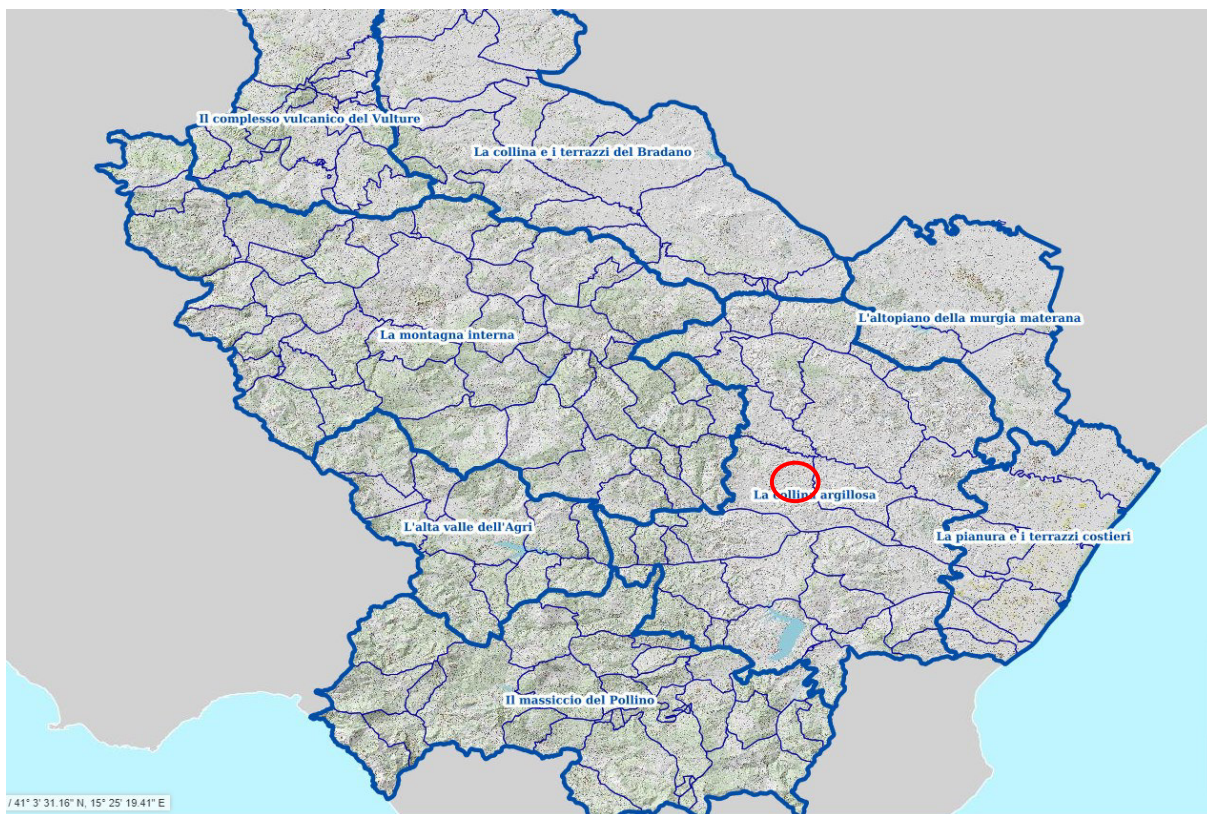 Il complesso vulcanico del Vulture
La collina e i terrazzi del Bradano
L'altopiano della murgia materana
La montagna interna
La collina argillosa
L'alta valle dell'Agri
La pianura e i terrazzi costieri
Il massiccio del Pollino
/ 41° 3' 31.16" N, 15° 25' 19.41" E